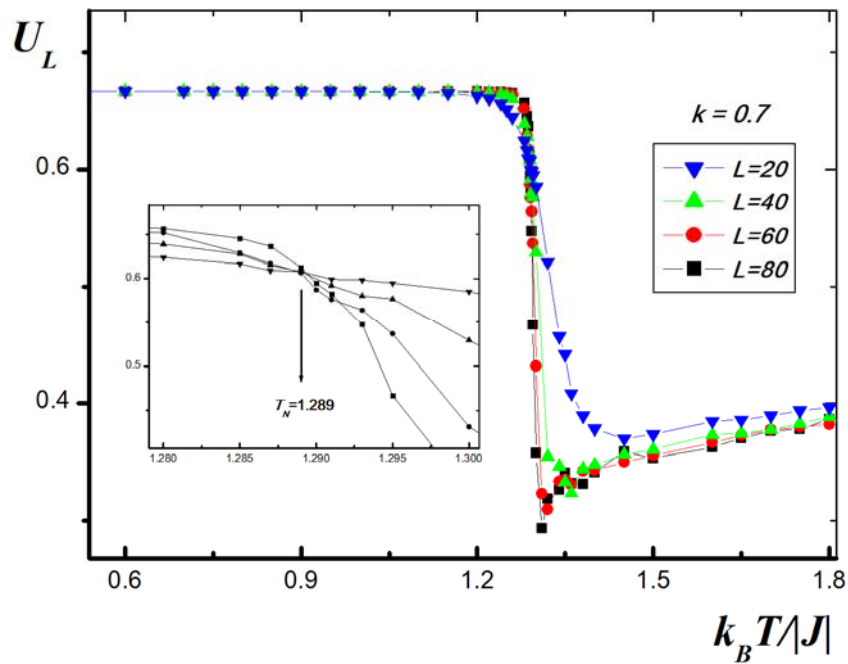 U_L
k = 0.7
L=20
L=40
L=60
L=80
0.6
0.4
0.6
0.5
T_N=1.289
1.280 1.285 1.290 1.295 1.300
0.6 0.9 1.2 1.5 1.8
k_B T/|J|